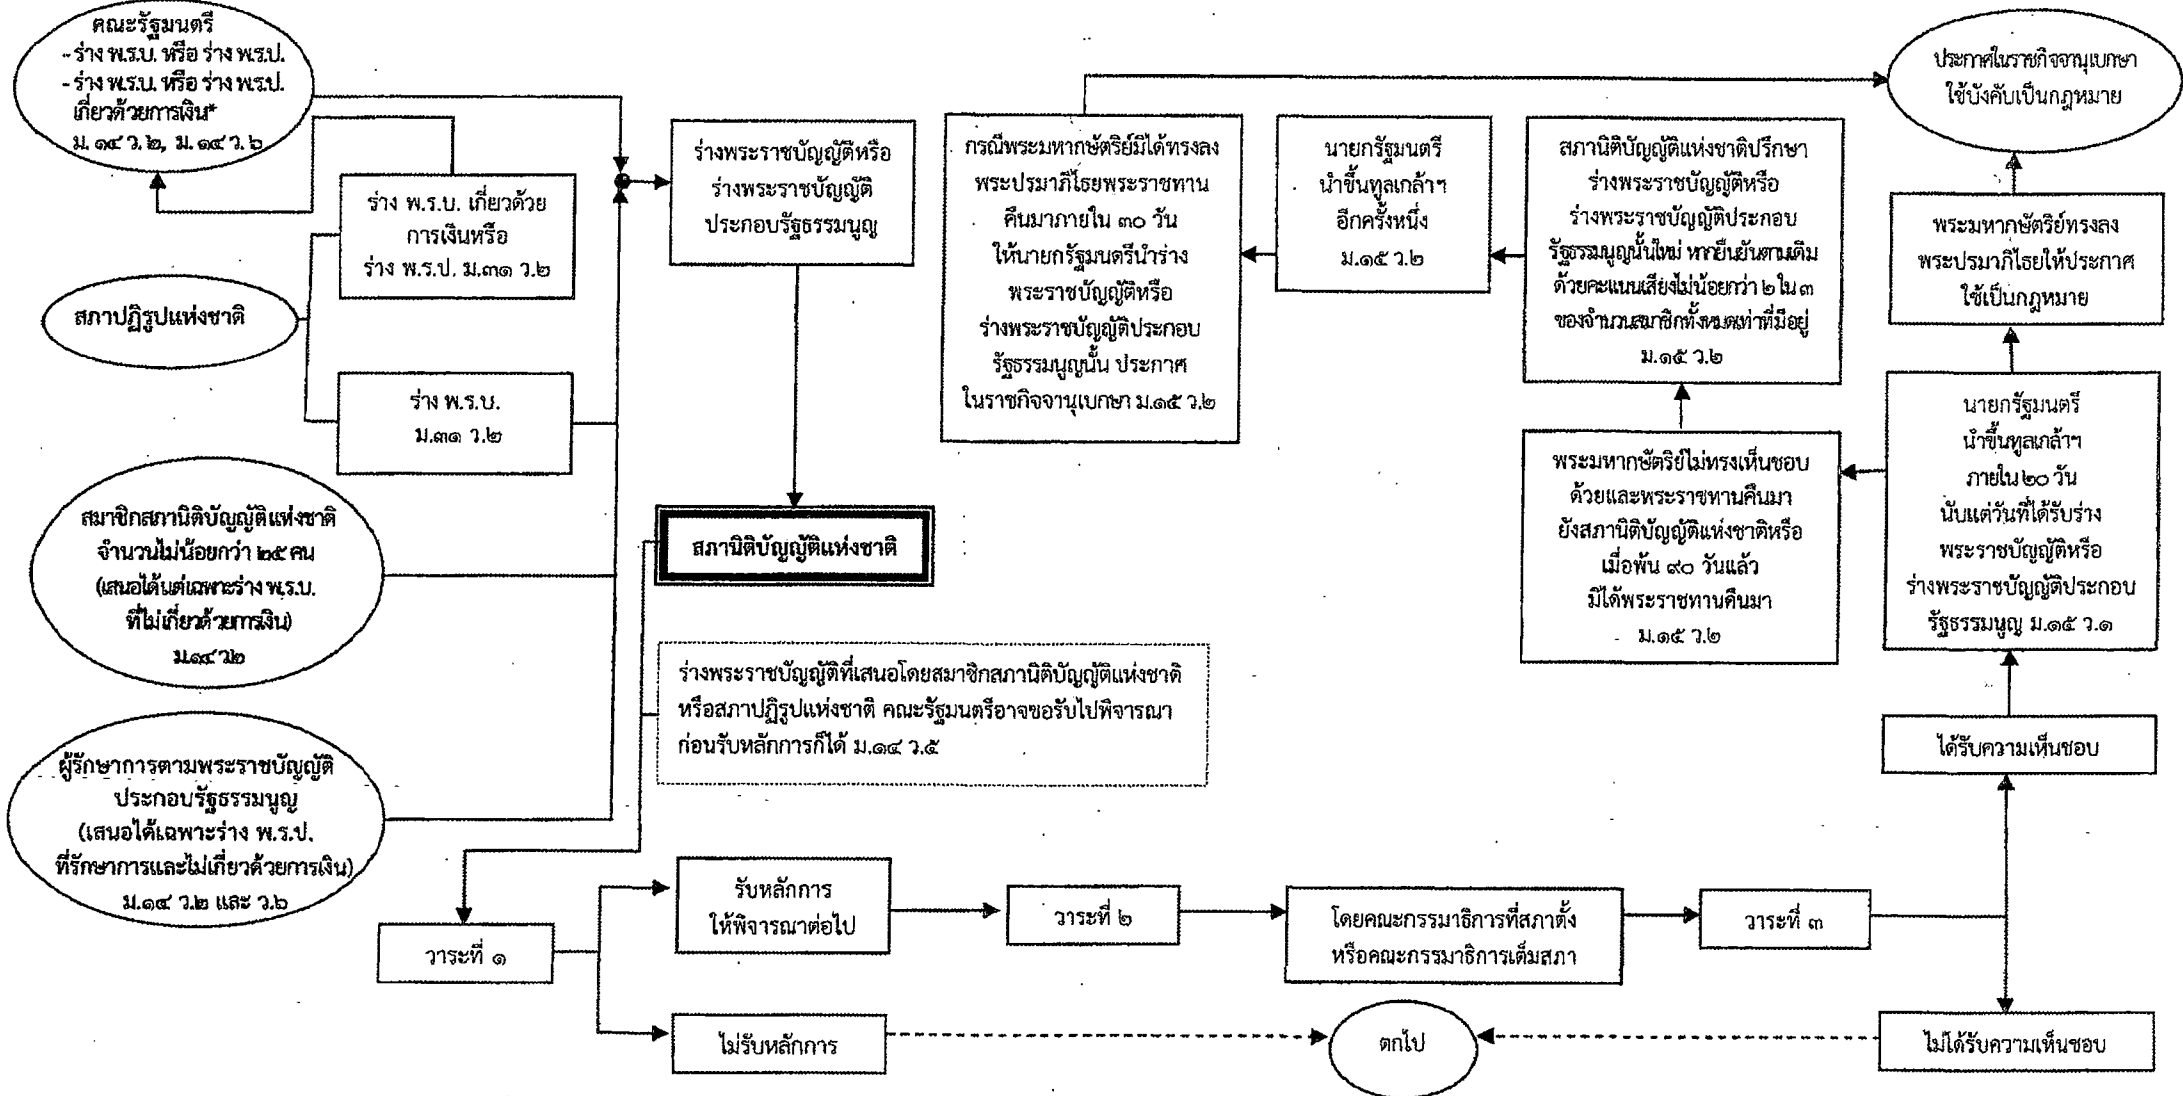 คณะรัฐมนตรี
- ร่าง พ.ร.บ. หรือ ร่าง พ.ร.ป.
- ร่าง พ.ร.บ. หรือ ร่าง พ.ร.ป.
เกี่ยวด้วยการเงิน*
ม. ๑๔ ว. ๒, ม. ๑๔ ว. ๖
ร่าง พ.ร.บ. เกี่ยวด้วย
การเงินหรือ
ร่าง พ.ร.ป. ม.๓๑ ว.๒
สภาปฏิรูปแห่งชาติ
ร่าง พ.ร.บ.
ม.๓๑ ว.๒
สมาชิกสภานิติบัญญัติแห่งชาติ
จำนวนไม่น้อยกว่า ๒๕ คน
(เสนอได้แต่เฉพาะร่าง พ.ร.บ.
ที่ไม่เกี่ยวด้วยการเงิน)
ม.๑๔ ว๒
ผู้รักษาการตามพระราชบัญญัติ
ประกอบรัฐธรรมนูญ
(เสนอได้เฉพาะร่าง พ.ร.ป.
ที่รักษาการและไม่เกี่ยวด้วยการเงิน)
ม.๑๔ ว.๒ และ ว.๖
ร่างพระราชบัญญัติหรือ
ร่างพระราชบัญญัติ
ประกอบรัฐธรรมนูญ
สภานิติบัญญัติแห่งชาติ
ร่างพระราชบัญญัติที่เสนอโดยสมาชิกสภานิติบัญญัติแห่งชาติ
หรือสภาปฏิรูปแห่งชาติ คณะรัฐมนตรีอาจขอรับไปพิจารณา
ก่อนรับหลักการก็ได้ ม.๑๔ ว.๕
วาระที่ ๑
รับหลักการ
ให้พิจารณาต่อไป
ไม่รับหลักการ
วาระที่ ๒
โดยคณะกรรมาธิการที่สภาตั้ง
หรือคณะกรรมาธิการเต็มสภา
วาระที่ ๓
ตกไป
ไม่ได้รับความเห็นชอบ
ได้รับความเห็นชอบ
นายกรัฐมนตรี
นำขึ้นทูลเกล้าฯ
ภายใน ๒๐ วัน
นับแต่วันที่ได้รับร่าง
พระราชบัญญัติหรือ
ร่างพระราชบัญญัติประกอบ
รัฐธรรมนูญ ม.๑๕ ว.๑
พระมหากษัตริย์ทรงลง
พระปรมาภิไธยให้ประกาศ
ใช้เป็นกฎหมาย
ประกาศในราชกิจจานุเบกษา
ใช้บังคับเป็นกฎหมาย
พระมหากษัตริย์ไม่ทรงเห็นชอบ
ด้วยและพระราชทานคืนมา
ยังสภานิติบัญญัติแห่งชาติหรือ
เมื่อพ้น ๙๐ วันแล้ว
มิได้พระราชทานคืนมา
ม.๑๕ ว.๒
สภานิติบัญญัติแห่งชาติปรึกษา
ร่างพระราชบัญญัติหรือ
ร่างพระราชบัญญัติประกอบ
รัฐธรรมนูญนั้นใหม่ หากยืนยันตามเดิม
ด้วยคะแนนเสียงไม่น้อยกว่า ๒ ใน ๓
ของจำนวนสมาชิกทั้งหมดเท่าที่มีอยู่
ม.๑๕ ว.๒
นายกรัฐมนตรี
นำขึ้นทูลเกล้าฯ
อีกครั้งหนึ่ง
ม.๑๕ ว.๒
กรณีพระมหากษัตริย์มิได้ทรงลง
พระปรมาภิไธยพระราชทาน
คืนมาภายใน ๓๐ วัน
ให้นายกรัฐมนตรีนำร่าง
พระราชบัญญัติหรือ
ร่างพระราชบัญญัติประกอบ
รัฐธรรมนูญนั้น ประกาศ
ในราชกิจจานุเบกษา ม.๑๕ ว.๒